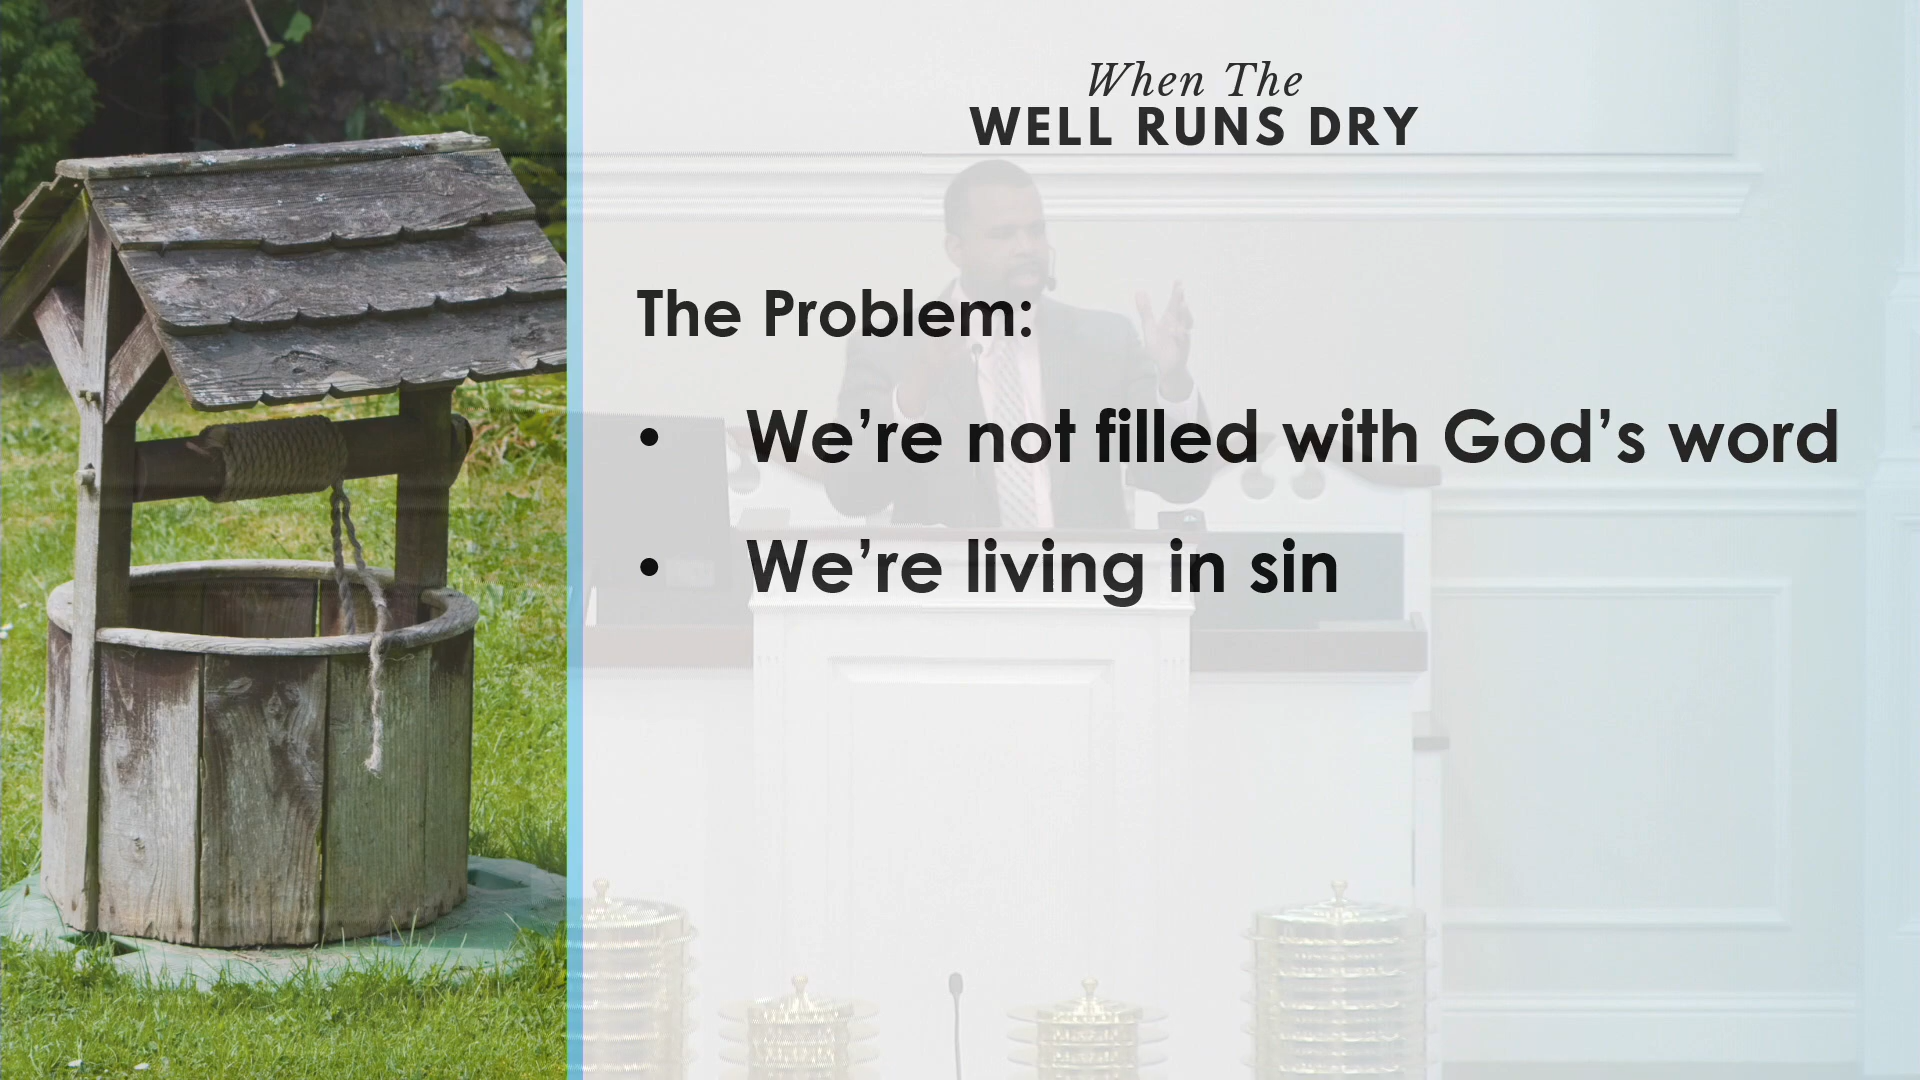 When The
WELL RUNS DRY
The Problem:
• We’re not filled with God’s word
• We’re living in sin